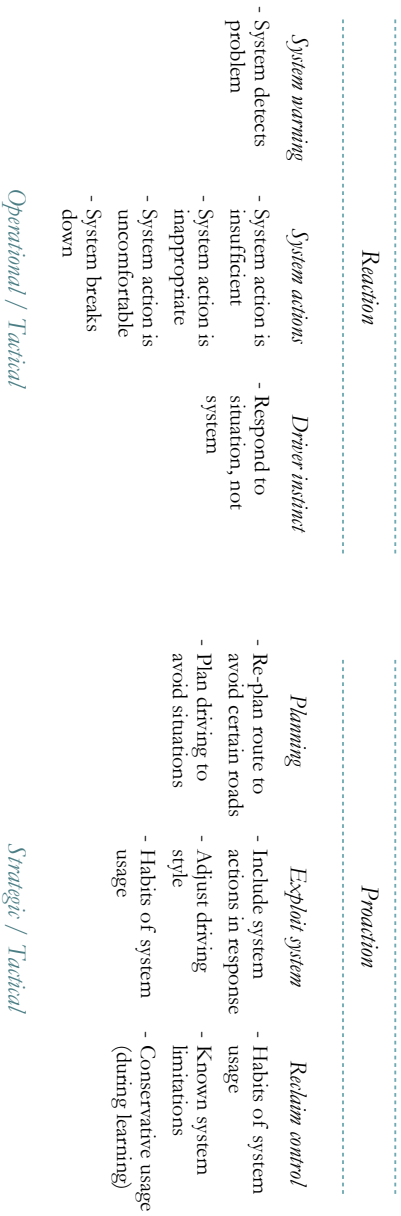 Reaction
System warning
- System detects
problem
System actions
- System action is
insufficient
- System action is
inappropriate
- System action is
uncomfortable
- System breaks
down
Driver instinct
- Respond to
situation, not
system
Operational / Tactical
Proaction
Planning
- Re-plan route to
avoid certain roads
- Plan driving to
avoid situations
Exploit system
- Include system
actions in response
- Adjust driving
style
- Habits of system
usage
Reclaim control
- Habits of system
usage
- Known system
limitations
- Conservative usage
(during learning)
Strategic / Tactical